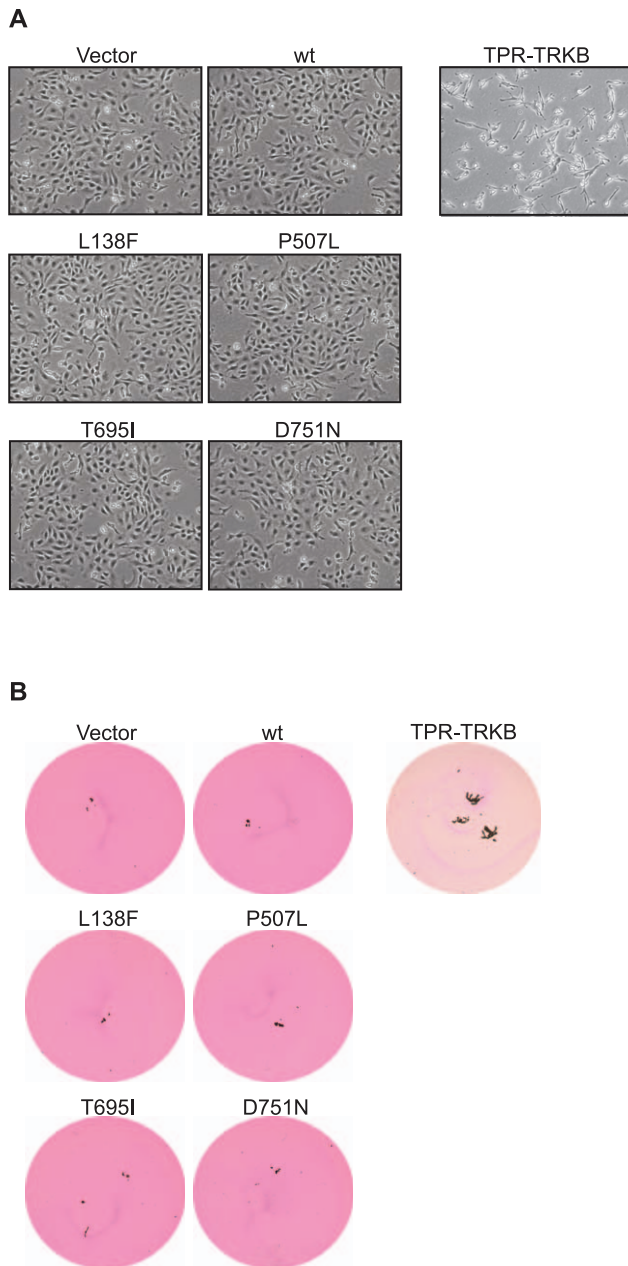 A
Vector wt TPR-TRKB
L138F P507L
T695I D751N
B
Vector wt TPR-TRKB
L138F P507L
T695I D751N